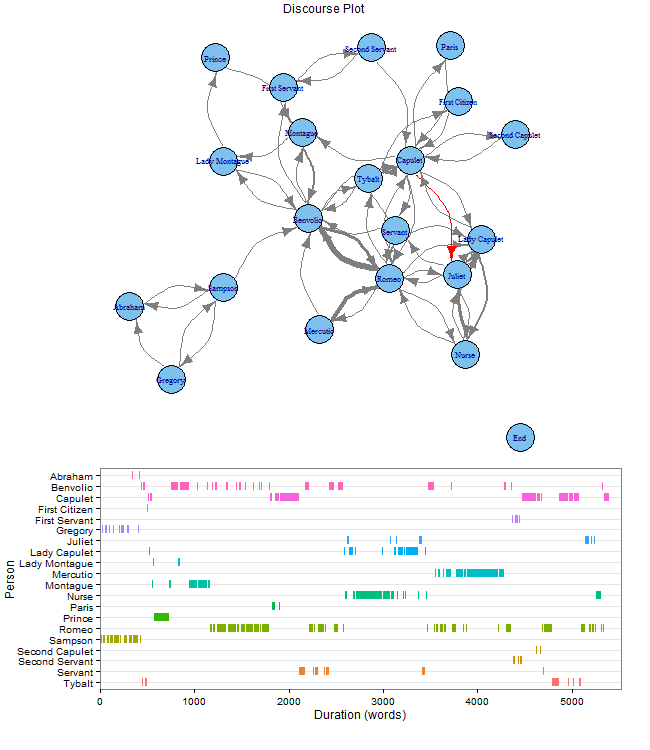 Discourse Plot
Paris
Second Servant
Prince
First Servant
First Citizen
Montague
Second Capulet
Lady Montague
Capulet
Tybalt
Benvolio
Servant
Lady Capulet
Romeo
Juliet
Sampson
Abraham
Mercutio
Nurse
Gregory
End
Abraham
Benvolio
Capulet
First Citizen
First Servant
Gregory
Juliet
Lady Capulet
Lady Montague
Mercutio
Montague
Nurse
Paris
Prince
Romeo
Sampson
Second Capulet
Second Servant
Servant
Tybalt
Person
0 1000 2000 3000 4000 5000
Duration (words)